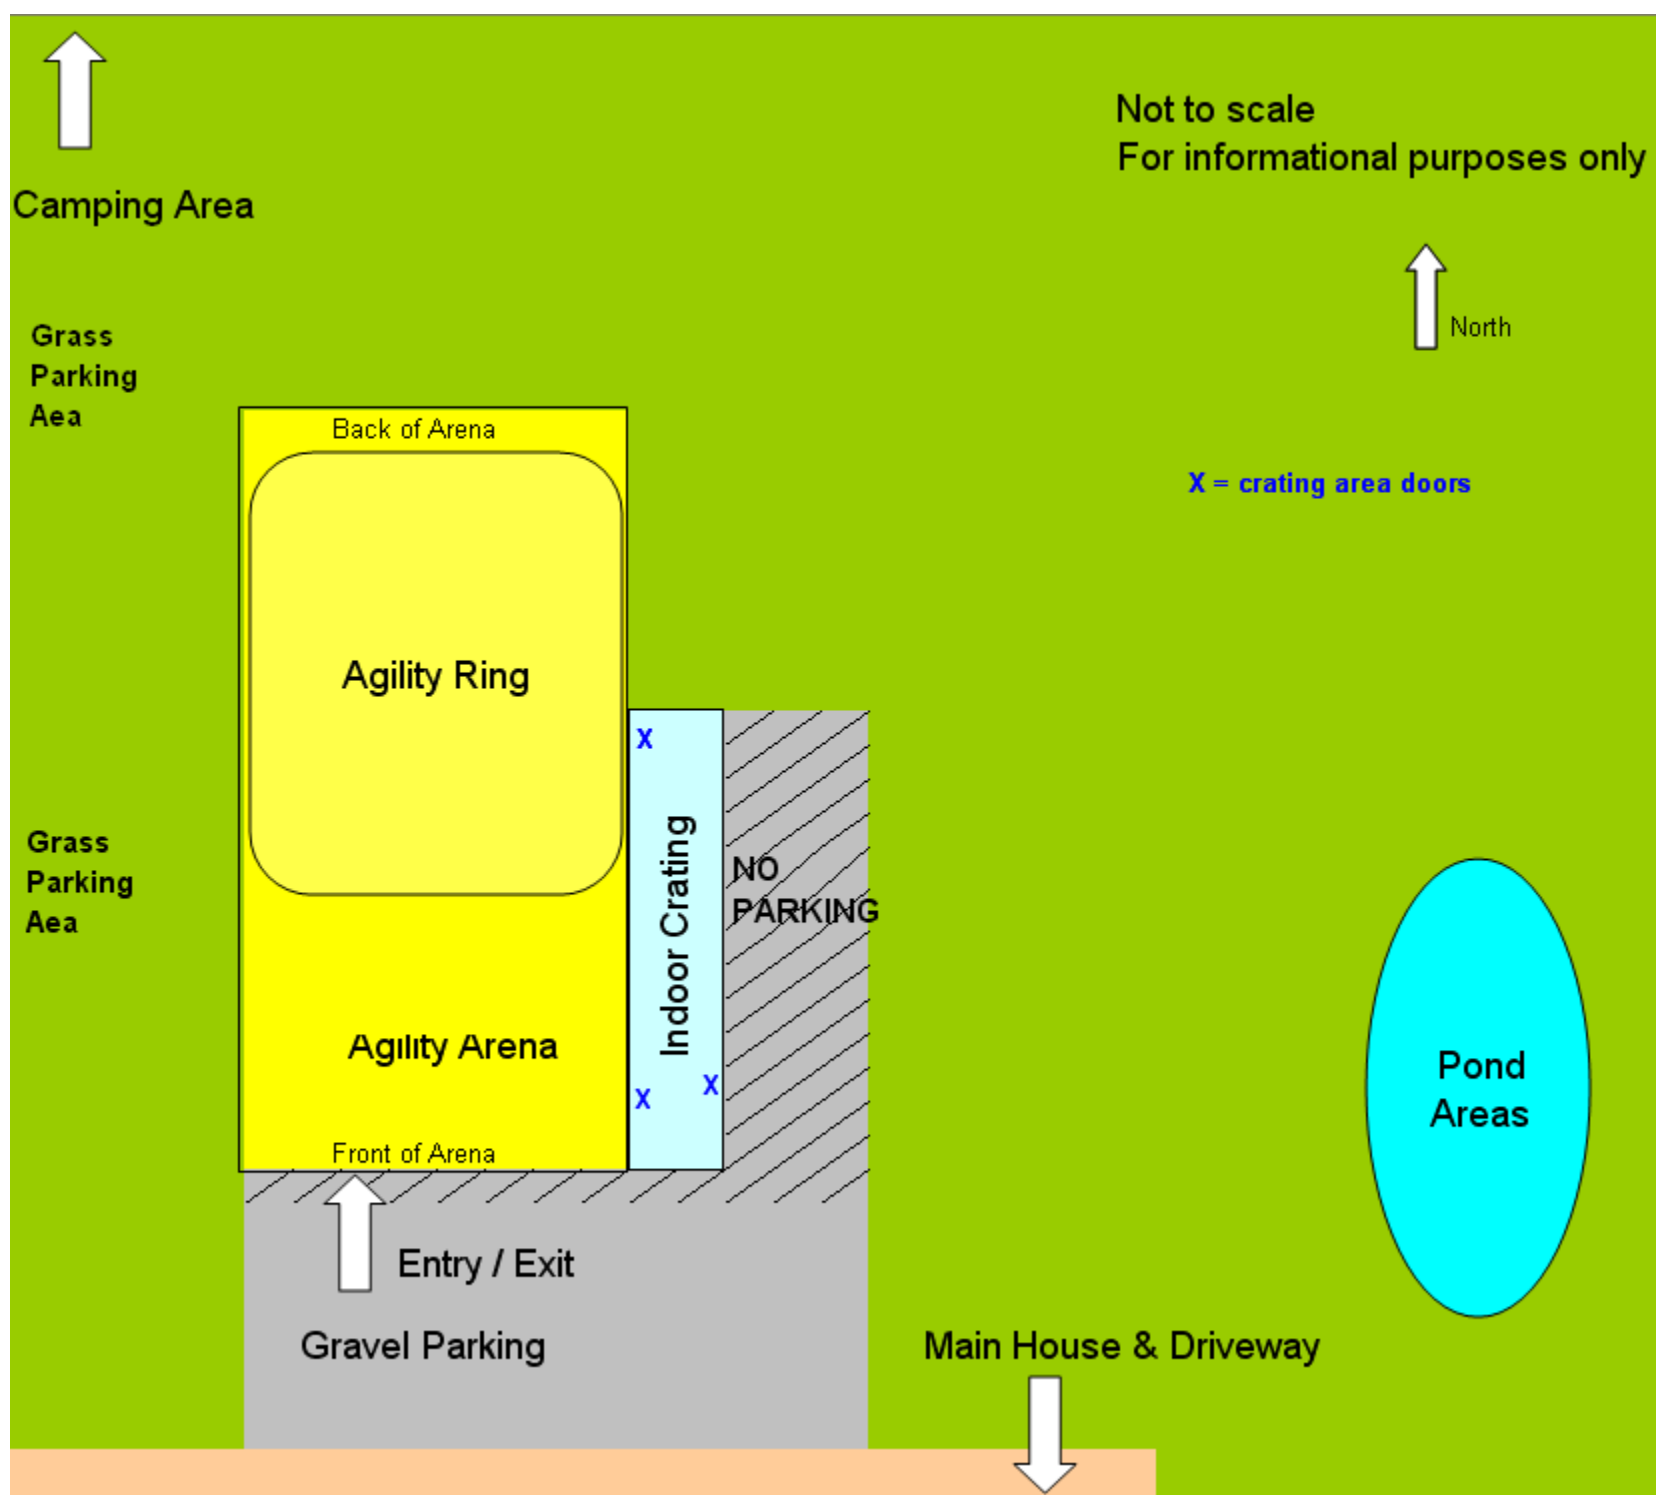 Not to scale
For informational purposes only
Camping Area
North
Grass
Parking
Aea
Back of Arena
X = crating area doors
Agility Ring
X
Indoor Crating
NO
PARKING
Grass
Parking
Aea
Agility Arena
X
X
Pond
Areas
Front of Arena
Entry / Exit
Gravel Parking
Main House & Driveway